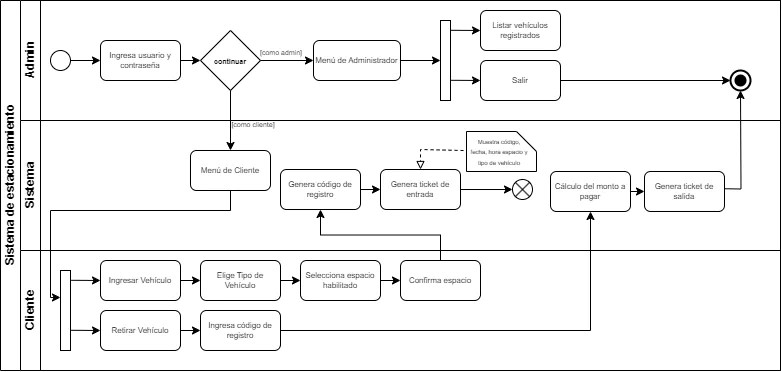 Sistema de estacionamiento
Admin
Ingresa usuario y
contraseña
continuar
[como admin]
Menú de Administrador
Listar vehículos
registrados
Salir
[como cliente]
Sistema
Menú de Cliente
Genera código de
registro
Genera ticket de
entrada
Muestra código,
fecha, hora espacio y
tipo de vehículo
Cálculo del monto a
pagar
Genera ticket de
salida
Cliente
Ingresar Vehículo
Elige Tipo de
Vehículo
Selecciona espacio
habilitado
Confirma espacio
Retirar Vehículo
Ingresa código de
registro